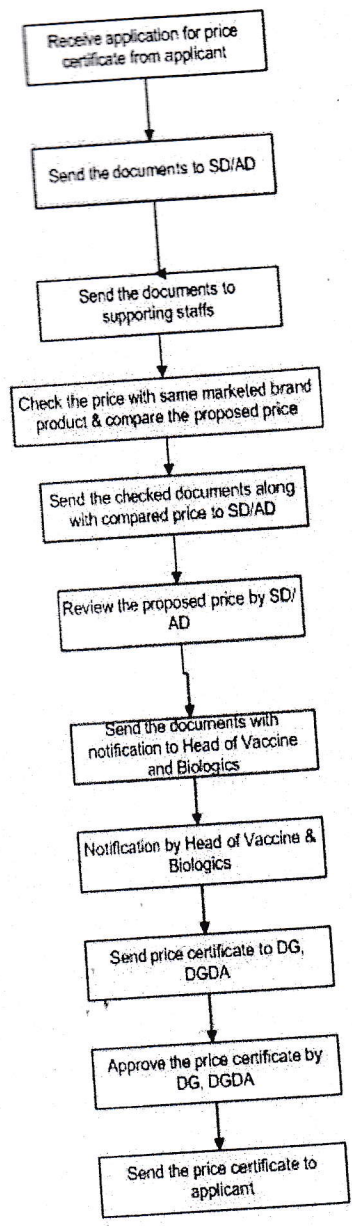 Receive application for price
certificate from applicant
Send the documents to SD/AD
Send the documents to
supporting staffs
Check the price with same marketed brand
product & compare the proposed price
Send the checked documents along
with compared price to SD/AD
Review the proposed price by SD/
AD
Send the documents with
notification to Head of Vaccine
and Biologics
Notification by Head of Vaccine &
Biologics
Send price certificate to DG,
DGDA
Approve the price certificate by
DG, DGDA
Send the price certificate to
applicant